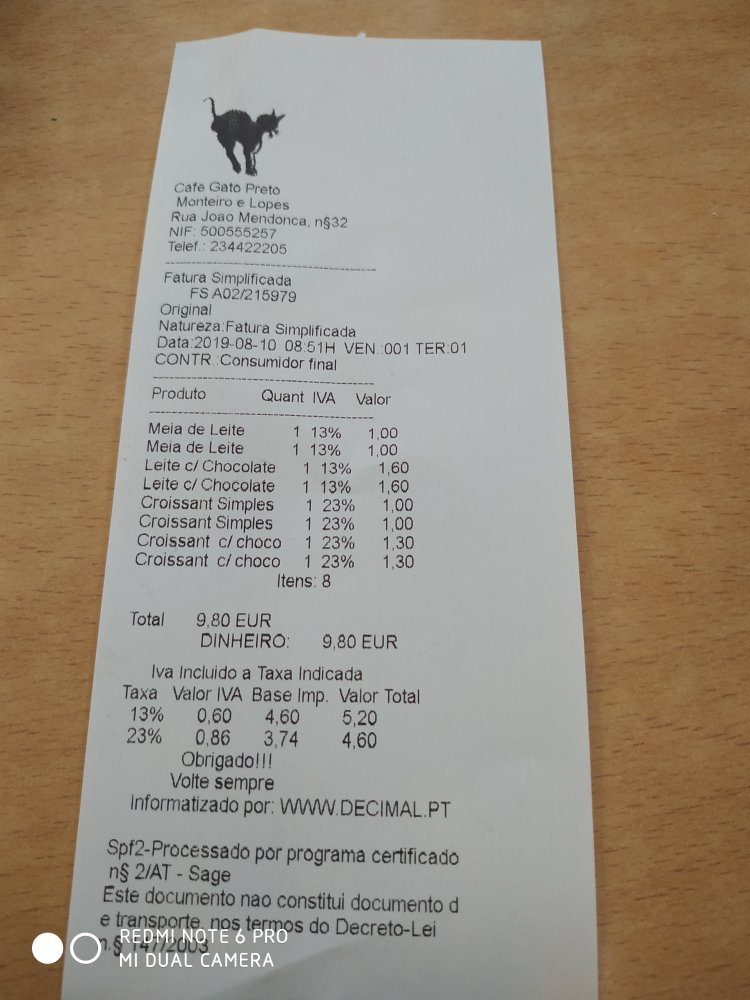 Cafe Gato Preto
Monteiro e Lopes
Rua Joao Mendonca, n§32
NIF: 500555257
Telef.: 234422205
Fatura Simplificada
FS A02/215979
Original
Natureza:Fatura Simplificada
Data:2019-08-10 08:51H VEN.:001 TER:01
CONTR.:Consumidor final
Produto Quant IVA Valor
Meia de Leite 1 13% 1,00
Meia de Leite 1 13% 1,00
Leite c/ Chocolate 1 13% 1,60
Leite c/ Chocolate 1 13% 1,60
Croissant Simples 1 23% 1,00
Croissant Simples 1 23% 1,00
Croissant c/ choco 1 23% 1,30
Croissant c/ choco 1 23% 1,30
Itens: 8
Total 9,80 EUR
DINHEIRO: 9,80 EUR
Iva Incluido a Taxa Indicada
Taxa Valor IVA Base Imp. Valor Total
13% 0,60 4,60 5,20
23% 0,86 3,74 4,60
Obrigado!!!
Volte sempre
Informatizado por: WWW.DECIMAL.PT
Spf2-Processado por programa certificado
n§ 2/AT - Sage
Este documento nao constitui documento d
e transporte, nos termos do Decreto-Lei
n.§ 147/2003
REDMI NOTE 6 PRO
MI DUAL CAMERA